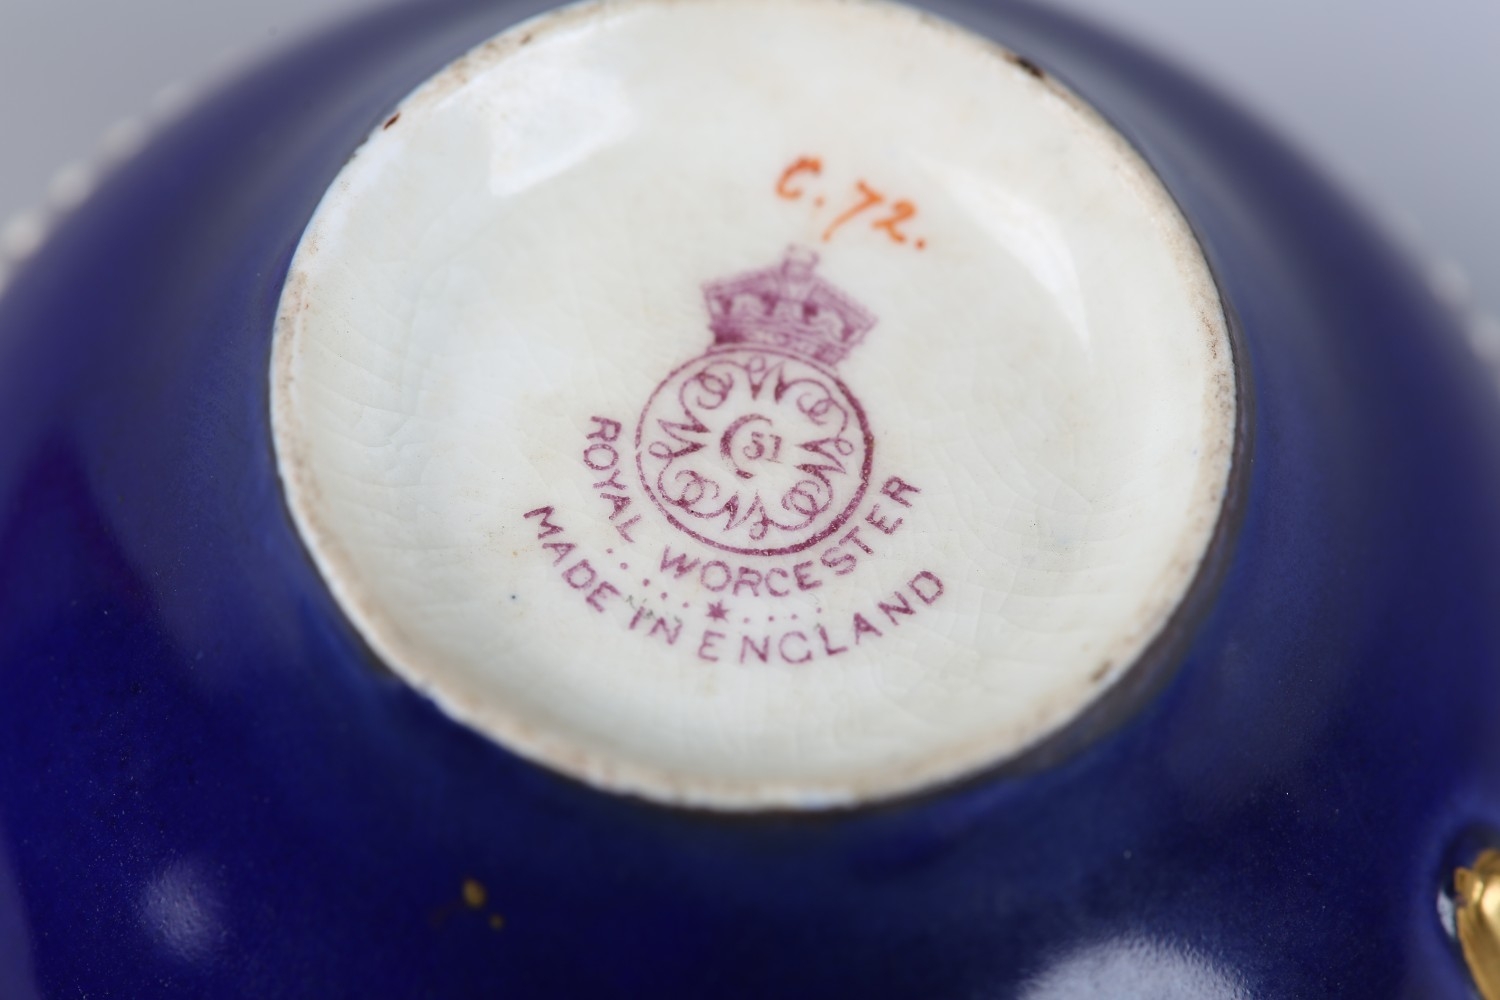 C.72.
51
ROYAL WORCESTER
MADE IN ENGLAND